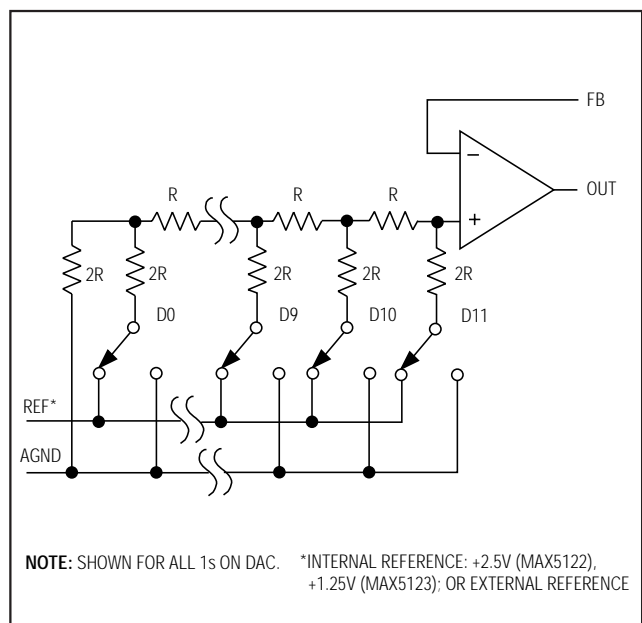 FB
OUT
−
+
R
R
R
2R
2R
2R
2R
2R
D0
D9
D10
D11
REF*
AGND
NOTE: SHOWN FOR ALL 1s ON DAC.
*INTERNAL REFERENCE: +2.5V (MAX5122),
+1.25V (MAX5123); OR EXTERNAL REFERENCE